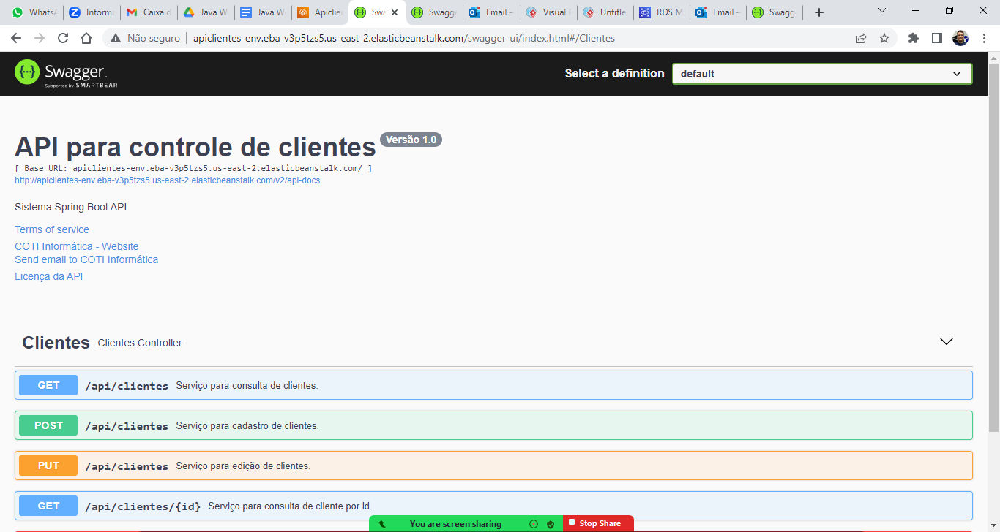 WhatsA
Informa
Caixa d
Java W
Java W
Apiclie
Swa
Swagg
Email –
Visual
Untitle
RDS M
Email –
Swagg
Não seguro
apiclientes-env.eba-v3p5tzs5.us-east-2.elasticbeanstalk.com/swagger-ui/index.html#/Clientes
Swagger
Supported by SMARTBEAR
Select a definition
default
API para controle de clientes Versão 1.0
[ Base URL: apiclientes-env.eba-v3p5tzs5.us-east-2.elasticbeanstalk.com/ ]
http://apiclientes-env.eba-v3p5tzs5.us-east-2.elasticbeanstalk.com/v2/api-docs
Sistema Spring Boot API
Terms of service
COTI Informática - Website
Send email to COTI Informática
Licença da API
Clientes Clientes Controller
GET /api/clientes Serviço para consulta de clientes.
POST /api/clientes Serviço para cadastro de clientes.
PUT /api/clientes Serviço para edição de clientes.
GET /api/clientes/{id} Serviço para consulta de cliente por id.
You are screen sharing
Stop Share